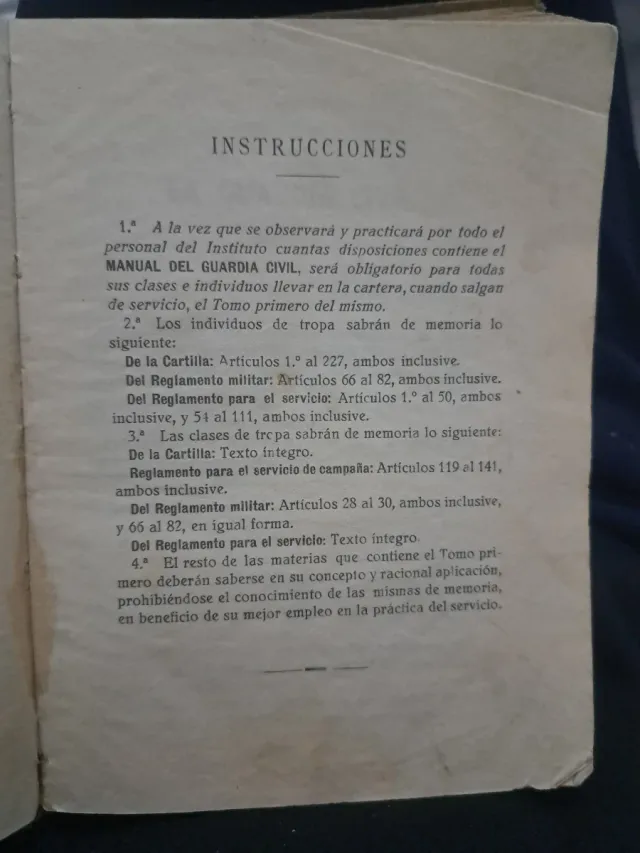 INSTRUCCIONES
1.ª A la vez que se observará y practicará por todo el
personal del Instituto cuantas disposiciones contiene el
MANUAL DEL GUARDIA CIVIL, será obligatorio para todas
sus clases e individuos llevar en la cartera, cuando salgan
de servicio, el Tomo primero del mismo.
2.ª Los individuos de tropa sabrán de memoria lo
siguiente:
De la Cartilla: Artículos 1.º al 227, ambos inclusive.
Del Reglamento militar: Artículos 66 al 82, ambos inclusive.
Del Reglamento para el servicio: Artículos 1.º al 50, ambos
inclusive, y 54 al 111, ambos inclusive.
3.ª Las clases de tropa sabrán de memoria lo siguiente:
De la Cartilla: Texto íntegro.
Reglamento para el servicio de campaña: Artículos 119 al 141,
ambos inclusive.
Del Reglamento militar: Artículos 28 al 30, ambos inclusive,
y 66 al 82, en igual forma.
Del Reglamento para el servicio: Texto íntegro.
4.ª El resto de las materias que contiene el Tomo pri-
mero deberán saberse en su concepto y racional aplicación,
prohibiéndose el conocimiento de las mismas de memoria,
en beneficio de su mejor empleo en la práctica del servicio.